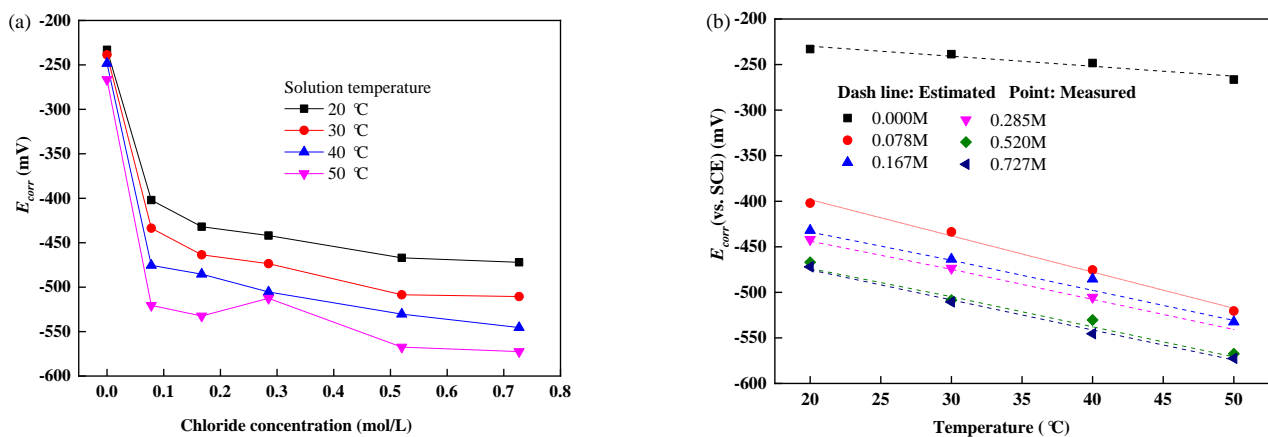 (a)
-200
-250
-300
-350
-400
-450
-500
-550
-600
E_corr (mV)
0.0 0.1 0.2 0.3 0.4 0.5 0.6 0.7 0.8
Chloride concentration (mol/L)
Solution temperature
20 ℃
30 ℃
40 ℃
50 ℃
(b)
-200
-250
-300
-350
-400
-450
-500
-550
-600
E_corr (vs. SCE) (mV)
Dash line: Estimated Point: Measured
0.000M 0.285M
0.078M 0.520M
0.167M 0.727M
20 25 30 35 40 45 50
Temperature ( ℃)